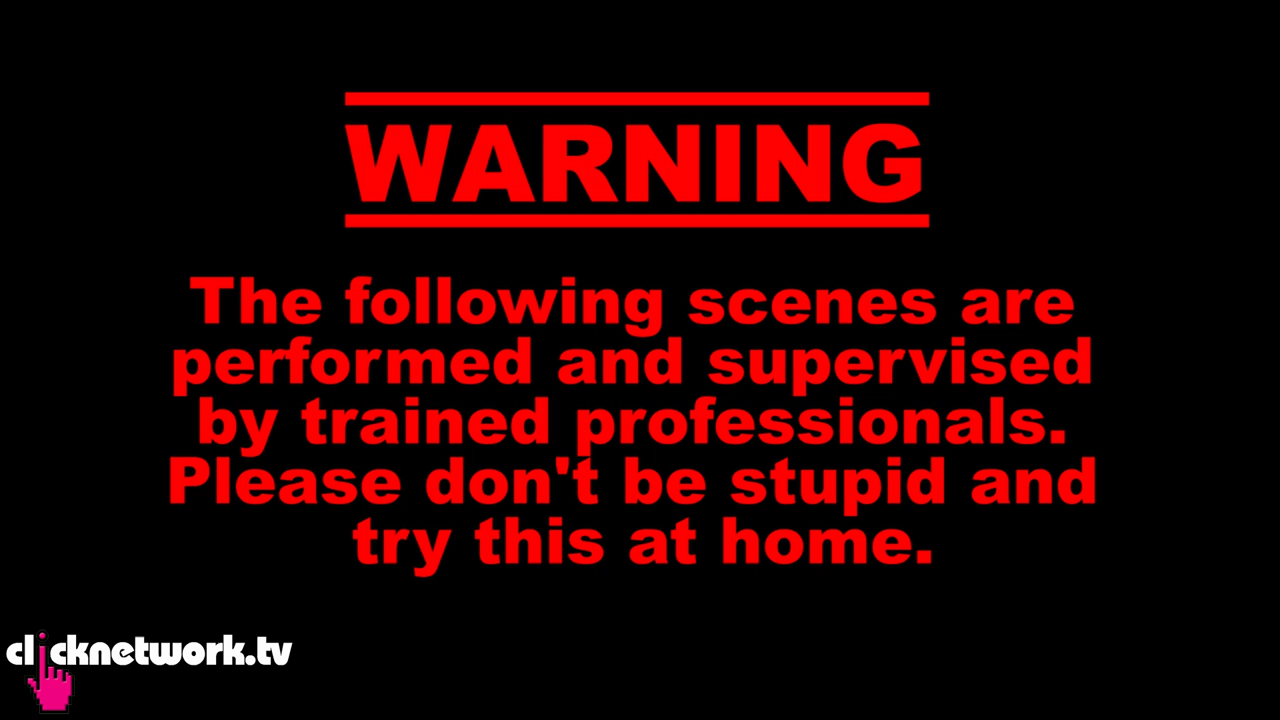 WARNING
The following scenes are
performed and supervised
by trained professionals.
Please don't be stupid and
try this at home.
clicknetwork.tv